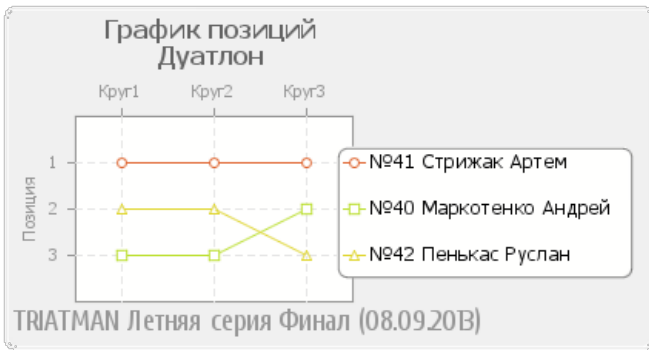 График позиций
Дуатлон
Круг1 Круг2 Круг3
Позиция
1
2
3
№41 Стрижак Артем
№40 Маркотенко Андрей
№42 Пенькас Руслан
TRIATMAN Летняя серия Финал (08.09.2013)